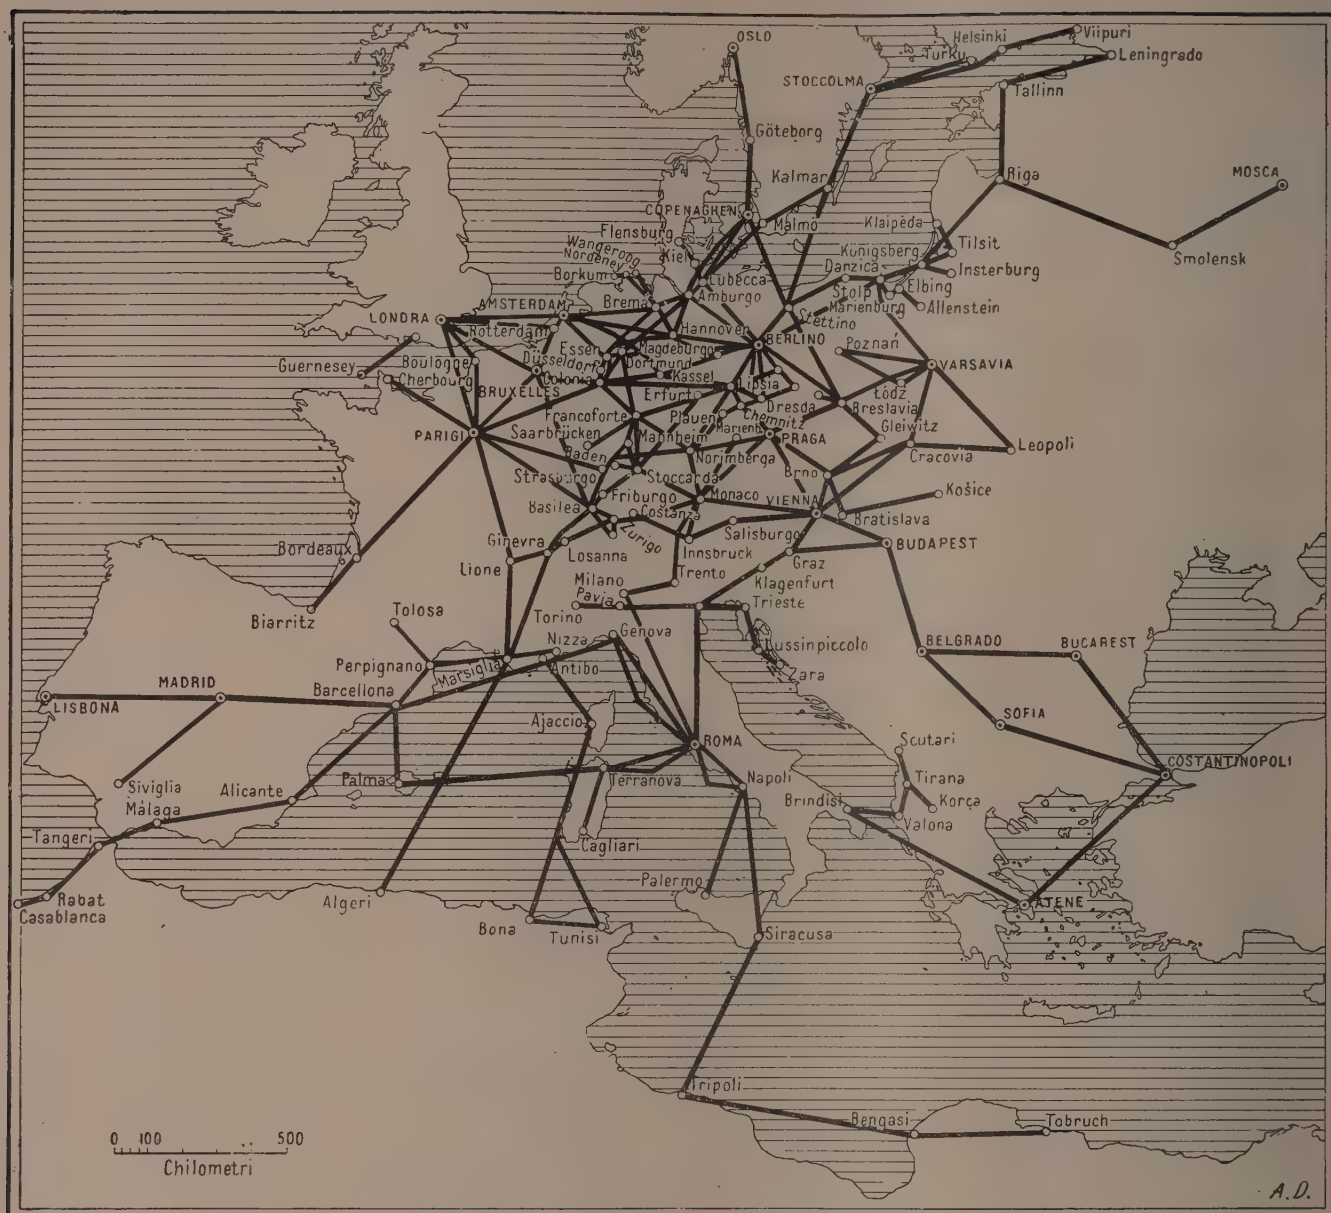 OSLO
Helsinki
Viipuri
Turku
Leningrado
STOCCOLMA
Tallinn
Göteborg
Kalmar
Riga
MOSCA
COPENAGHEN
Malmö
Klaipėda
Flensburg
Tilsit
Königsberg
Smolensk
Wangeroog
Nordeney
Kiel
Borkum
Lubecca
Danzica
Insterburg
Elbing
Stolp
Allenstein
Marienburg
AMSTERDAM
Brema
Amburgo
Stettino
LONDRA
Rotterdam
Hannover
BERLINO
Poznań
VARSAVIA
Essen
Magdeburgo
Guernesey
Boulogne
Düsseldorf
Dortmund
Cherbourg
BRUXELLES
Colonia
Kassel
Lipsia
Łódź
Erfurt
Dresda
Breslavia
Francoforte
Plauen
Chemnitz
Gleiwitz
PARIGI
Saarbrücken
Mannheim
Marienb.
PRAGA
Leopoli
Cracovia
Baden
Norimberga
Brno
Strasburgo
Stoccarda
Košice
Friburgo
Monaco
VIENNA
Basilea
Costanza
Bratislava
Salisburgo
Zurigo
Ginevra
Losanna
Innsbruck
BUDAPEST
Bordeaux
Lione
Graz
Klagenfurt
Milano
Trento
Pavia
Torino
Trieste
Biarritz
Tolosa
Genova
Nizza
Lussinpiccolo
BELGRADO
BUCAREST
Perpignano
Marsiglia
Antibo
Zara
MADRID
Barcellona
LISBONA
Ajaccio
SOFIA
ROMA
Scutari
COSTANTINOPOLI
Siviglia
Palma
Terranova
Napoli
Tirana
Alicante
Brindisi
Korça
Málaga
Valona
Tangeri
Cagliari
Palermo
Rabat
Algeri
ATENE
Casablanca
Bona
Tunisi
Siracusa
Tripoli
Bengasi
Tobruch
0 100 500
Chilometri
A.D.